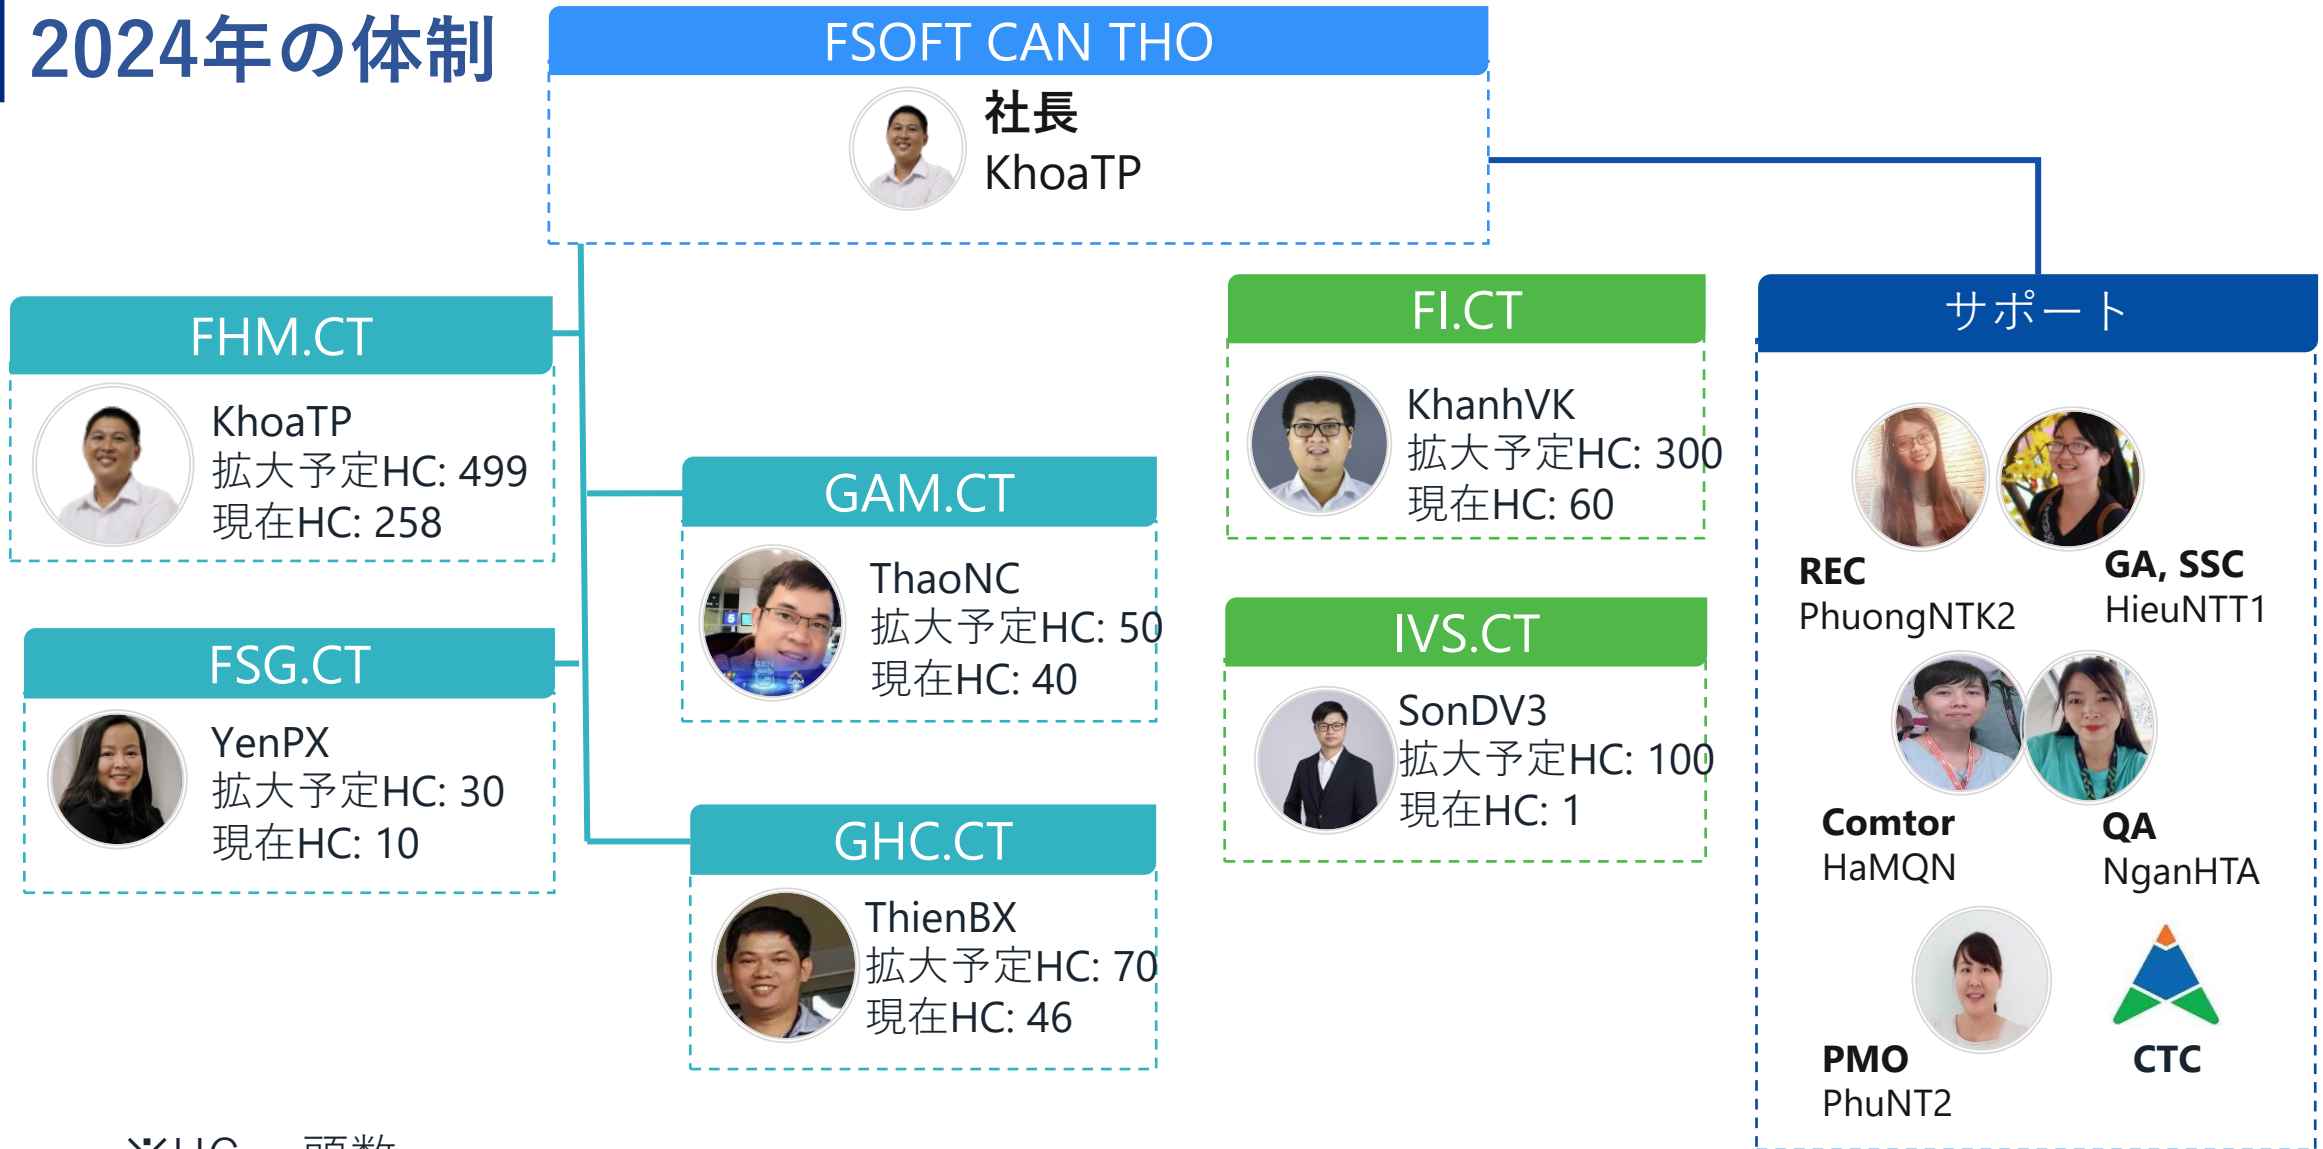 2024年の体制
FSOFT CAN THO
社長
KhoaTP
FHM.CT
KhoaTP
拡大予定HC: 499
現在HC: 258
FSG.CT
YenPX
拡大予定HC: 30
現在HC: 10
GAM.CT
ThaoNC
拡大予定HC: 50
現在HC: 40
GHC.CT
ThienBX
拡大予定HC: 70
現在HC: 46
FI.CT
KhanhVK
拡大予定HC: 300
現在HC: 60
IVS.CT
SonDV3
拡大予定HC: 100
現在HC: 1
サポート
REC
PhuongNTK2
GA, SSC
HieuNTT1
Comtor
HaMQN
QA
NganHTA
PMO
PhuNT2
CTC
※HC